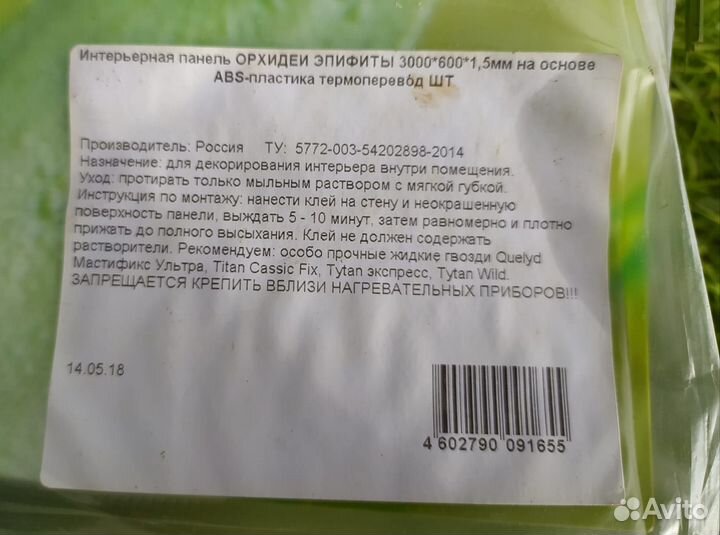 Интерьерная панель ОРХИДЕИ ЭПИФИТЫ 3000*600*1,5мм на основе
ABS-пластика термоперевод ШТ
Производитель: Россия ТУ: 5772-003-54202898-2014
Назначение: для декорирования интерьера внутри помещения.
Уход: протирать только мыльным раствором с мягкой губкой.
Инструкция по монтажу: нанести клей на стену и неокрашенную
поверхность панели, выждать 5 - 10 минут, затем равномерно и плотно
прижать до полного высыхания. Клей не должен содержать
растворители. Рекомендуем: особо прочные жидкие гвозди Quelyd
Мастификс Ультра, Titan Cassic Fix, Tytan экспресс, Tytan Wild.
ЗАПРЕЩАЕТСЯ КРЕПИТЬ ВБЛИЗИ НАГРЕВАТЕЛЬНЫХ ПРИБОРОВ!!!
14.05.18
4 602790 091655
Avito